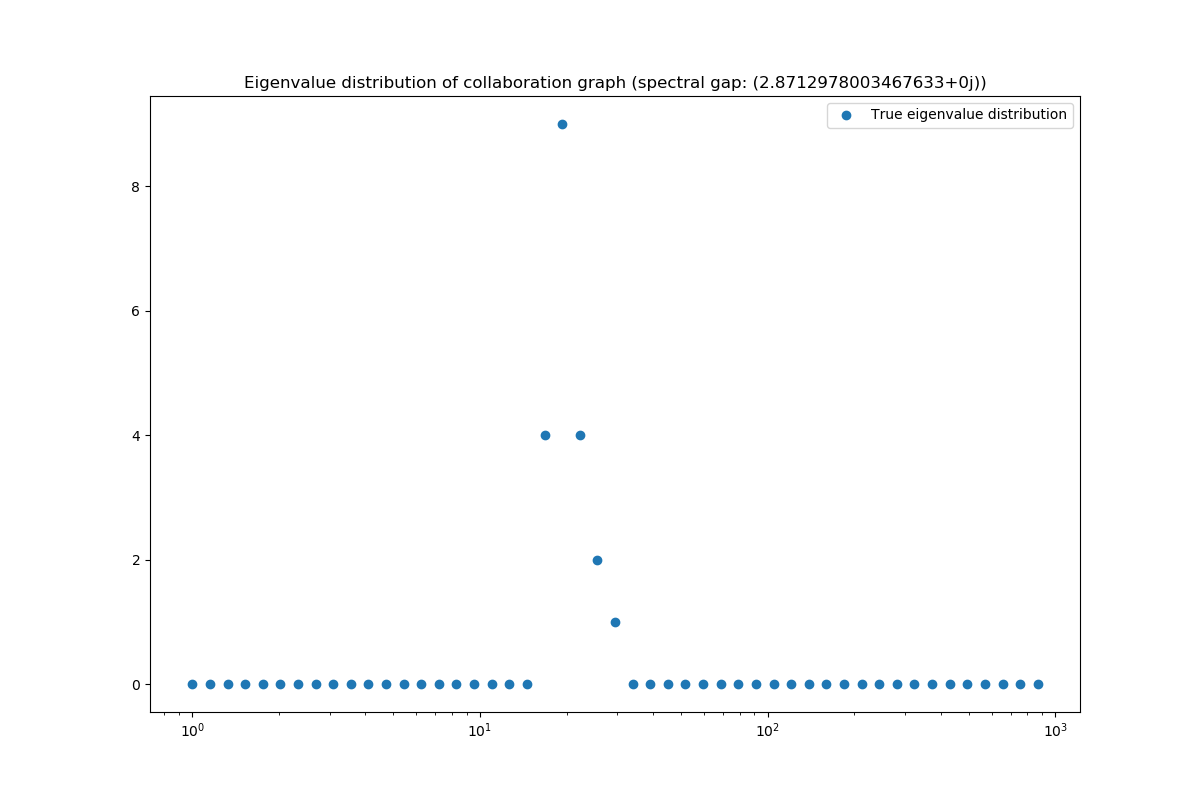 Eigenvalue distribution of collaboration graph (spectral gap: (2.8712978003467633+0j))
True eigenvalue distribution
8
6
4
2
0
10⁰ 10¹ 10² 10³